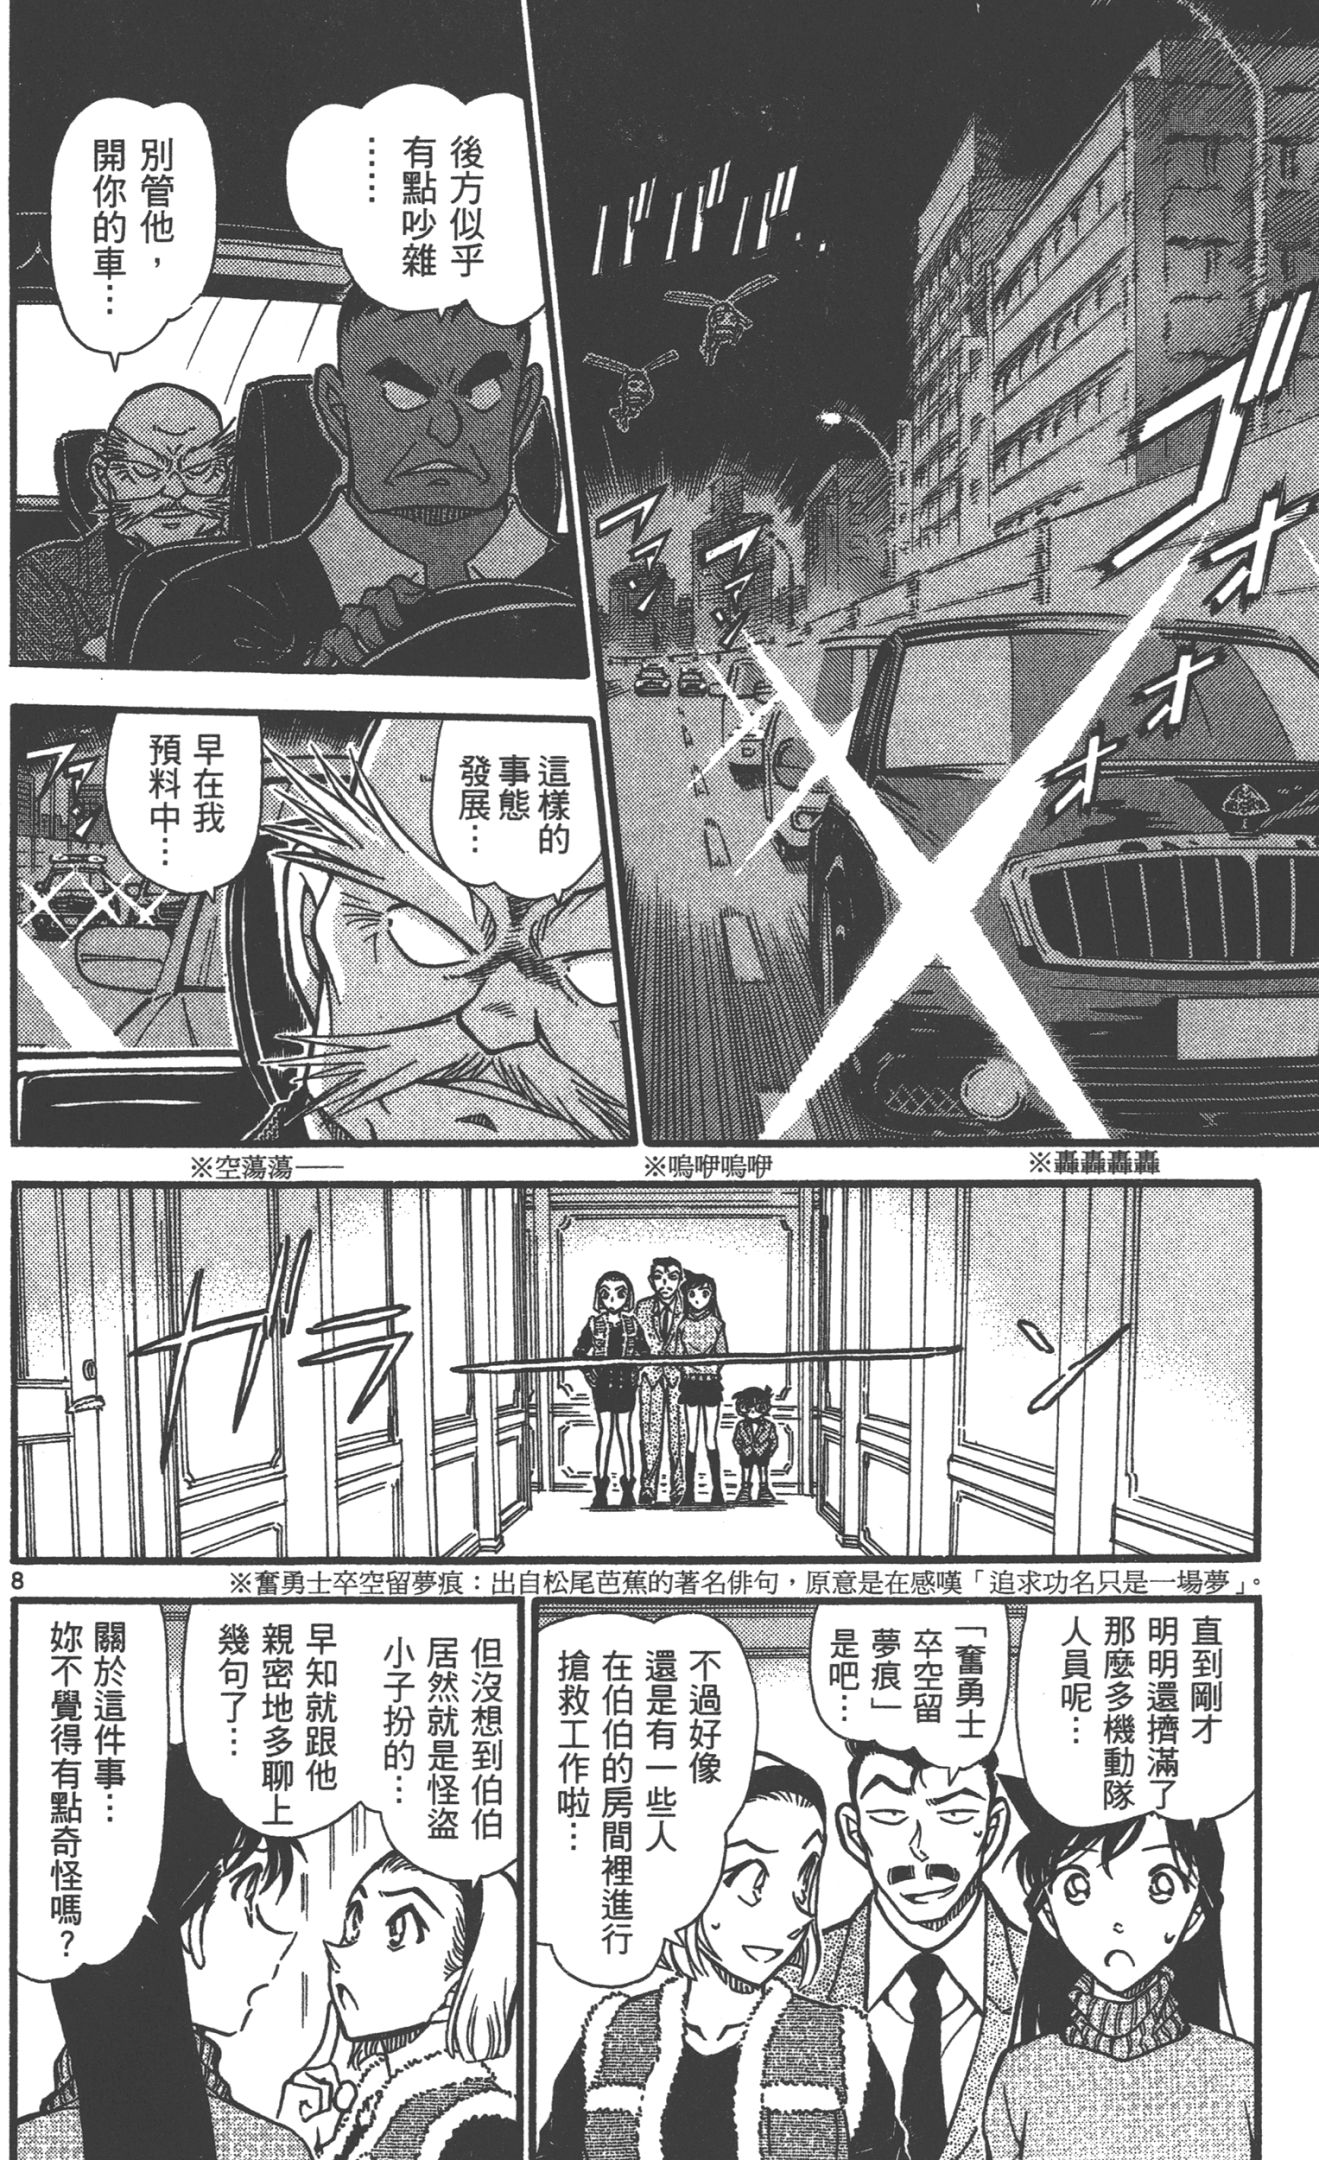 後方似乎
有點吵雜
……
別管他，
開你的車…
這樣的
事態
發展…
早在我
預料中…
※轟轟轟轟
※嗚咿嗚咿
※空蕩蕩——
ガラーン
8
※奮勇士卒空留夢痕：出自松尾芭蕉的著名俳句，原意是在感嘆「追求功名只是一場夢」。
直到剛才
明明還擠滿了
那麼多機動隊
人員呢…
「奮勇士
卒空留
夢痕」
是吧…
不過好像
還是有一些人
在伯伯的房間裡進行
搶救工作啦…
但沒想到伯伯
居然就是怪盜
小子扮的…
早知就跟他
親密地多聊上
幾句了…
關於這件事…
妳不覺得有點奇怪嗎？